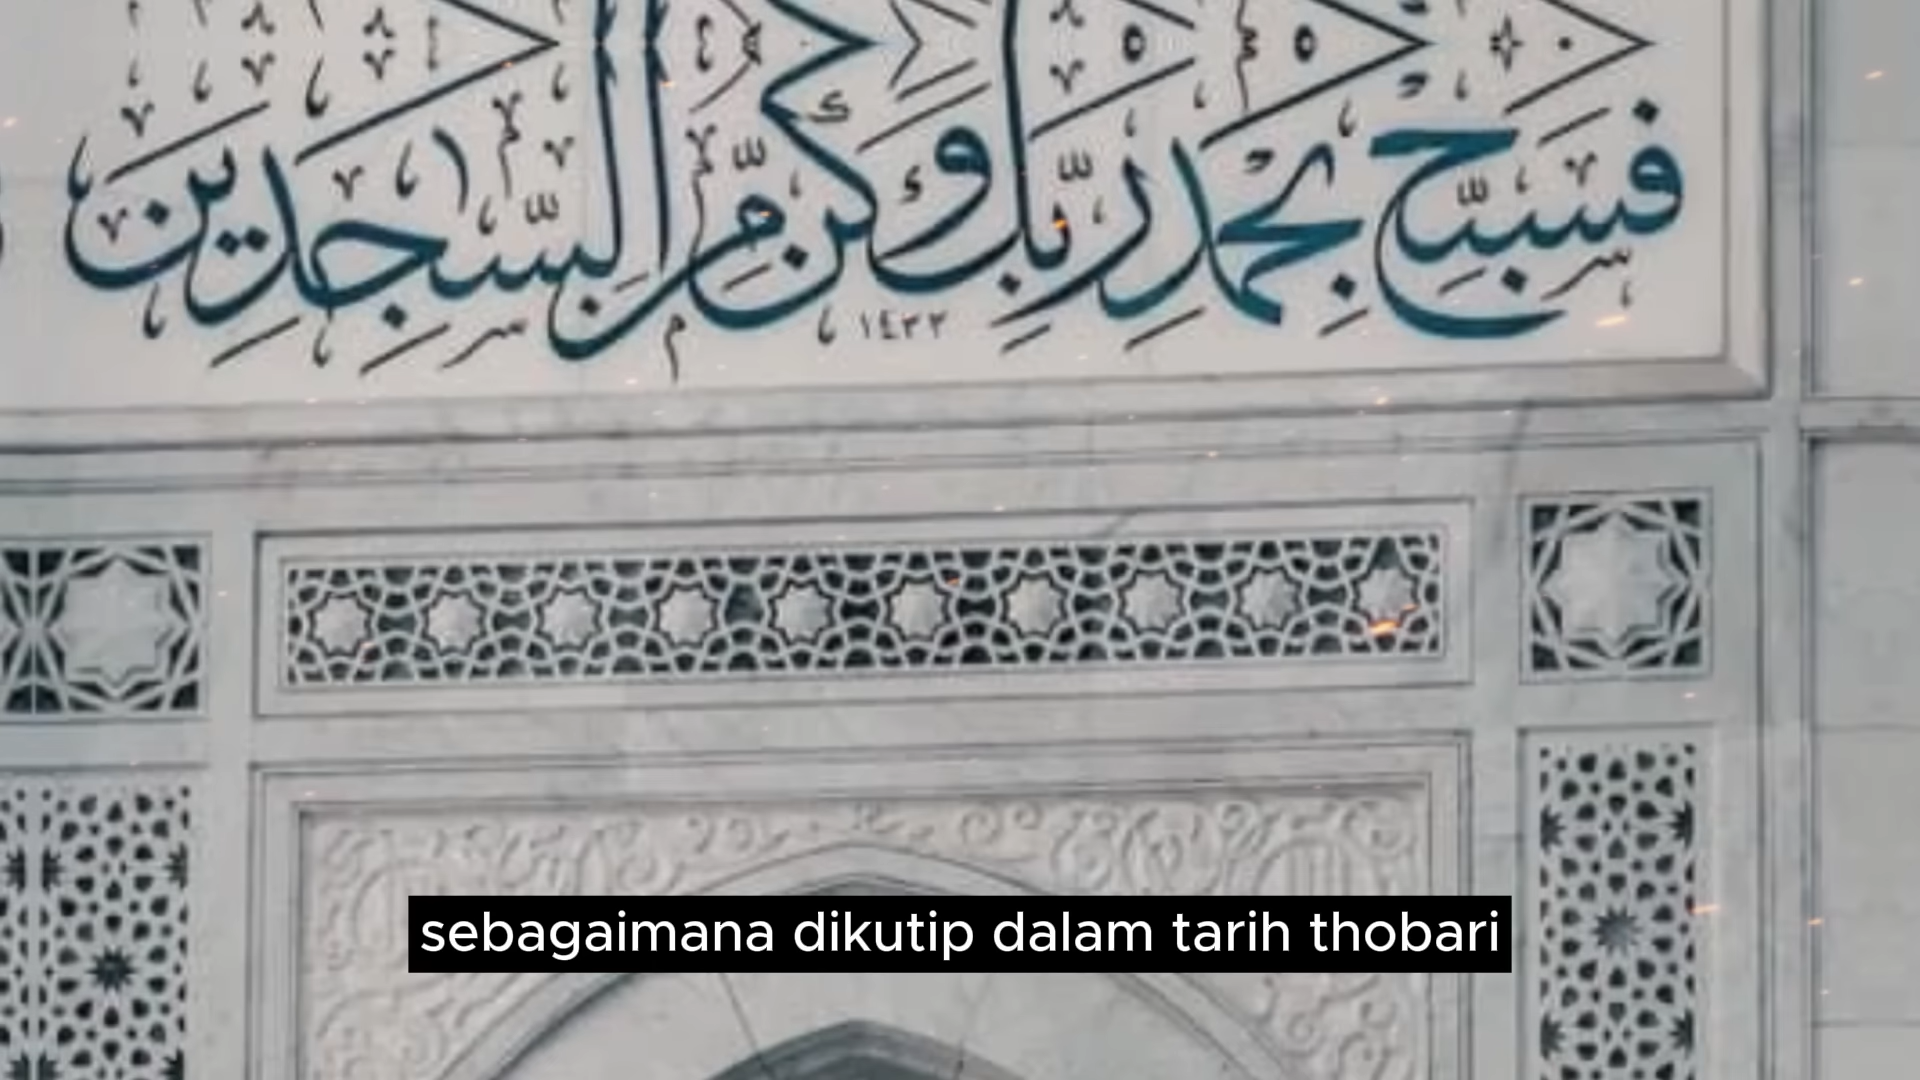 فَسَبِّحْ بِحَمْدِ رَبِّكَ وَكُن مِّنَ السَّاجِدِينَ
١٤٣٢
sebagaimana dikutip dalam tarih thobari